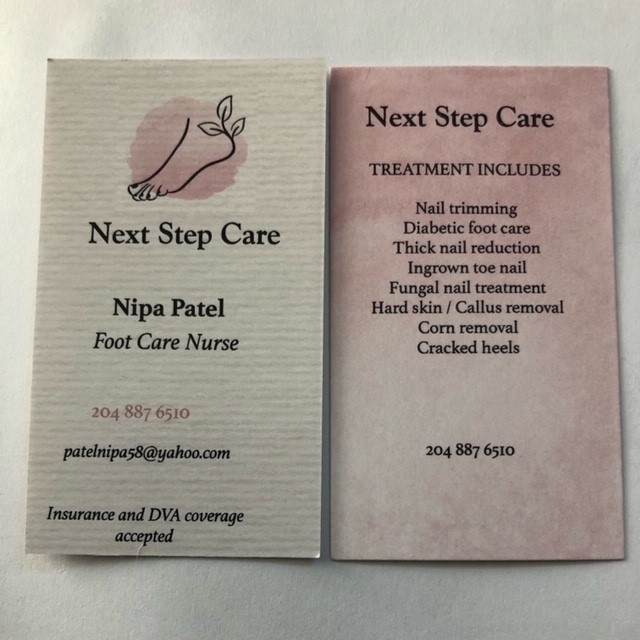 Next Step Care
Nipa Patel
Foot Care Nurse
204 887 6510
patelnipa58@yahoo.com
Insurance and DVA coverage
accepted
Next Step Care
TREATMENT INCLUDES
Nail trimming
Diabetic foot care
Thick nail reduction
Ingrown toe nail
Fungal nail treatment
Hard skin / Callus removal
Corn removal
Cracked heels
204 887 6510